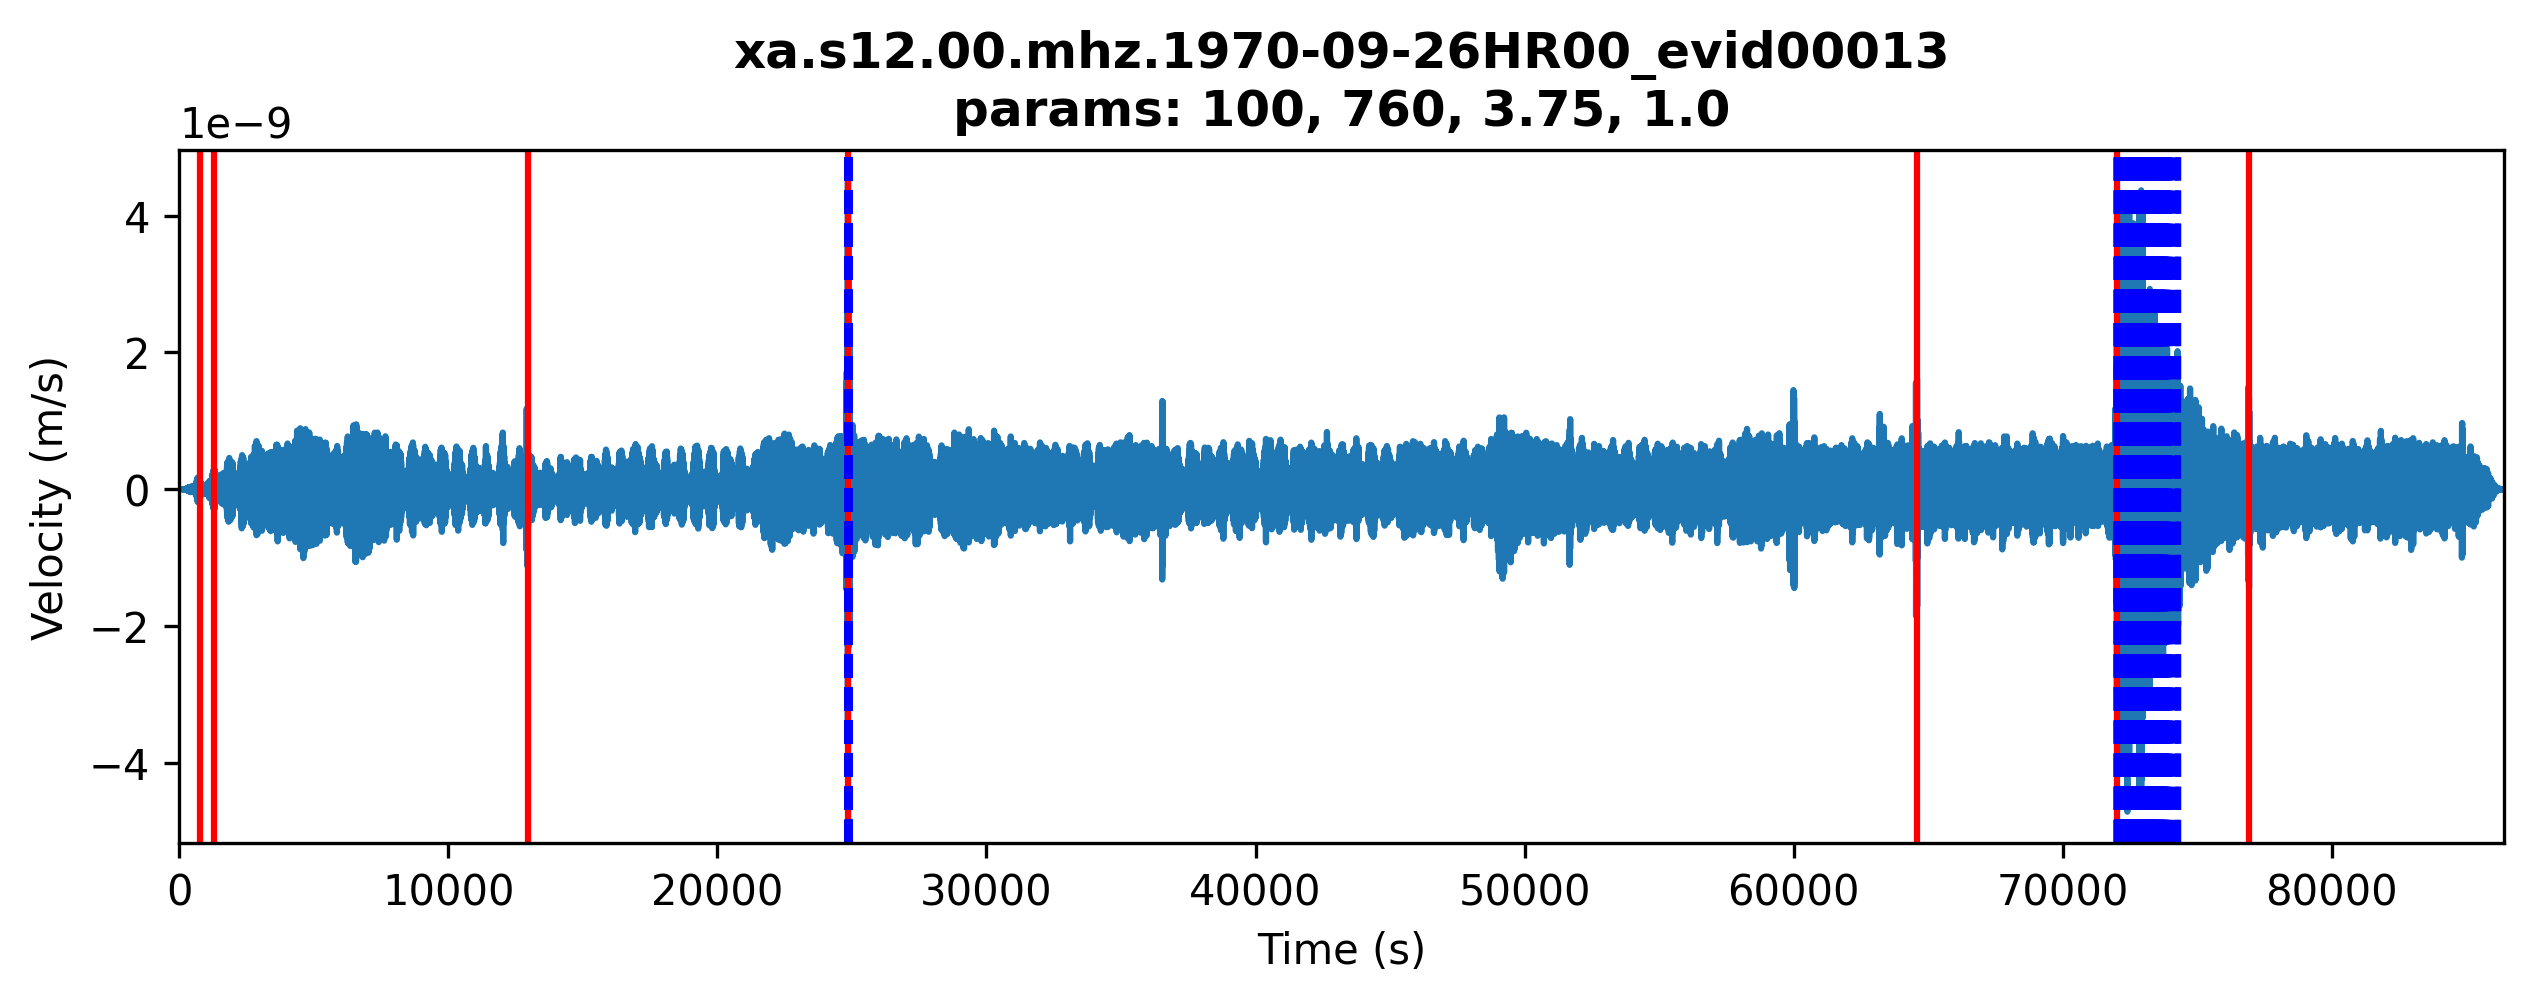 xa.s12.00.mhz.1970-09-26HR00_evid00013
params: 100, 760, 3.75, 1.0
1e−9
4
2
0
−2
−4
Velocity (m/s)
0 10000 20000 30000 40000 50000 60000 70000 80000
Time (s)